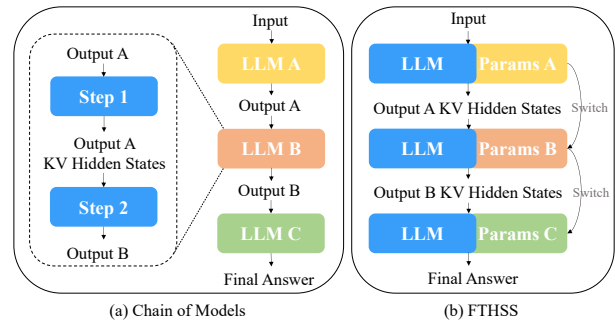 Input
LLM A
Output A
LLM B
Output B
LLM C
Final Answer
Output A
Step 1
Output A
KV Hidden States
Step 2
Output B
(a) Chain of Models
Input
LLM Params A
Output A KV Hidden States
Switch
LLM Params B
Output B KV Hidden States
Switch
LLM Params C
Final Answer
(b) FTHSS